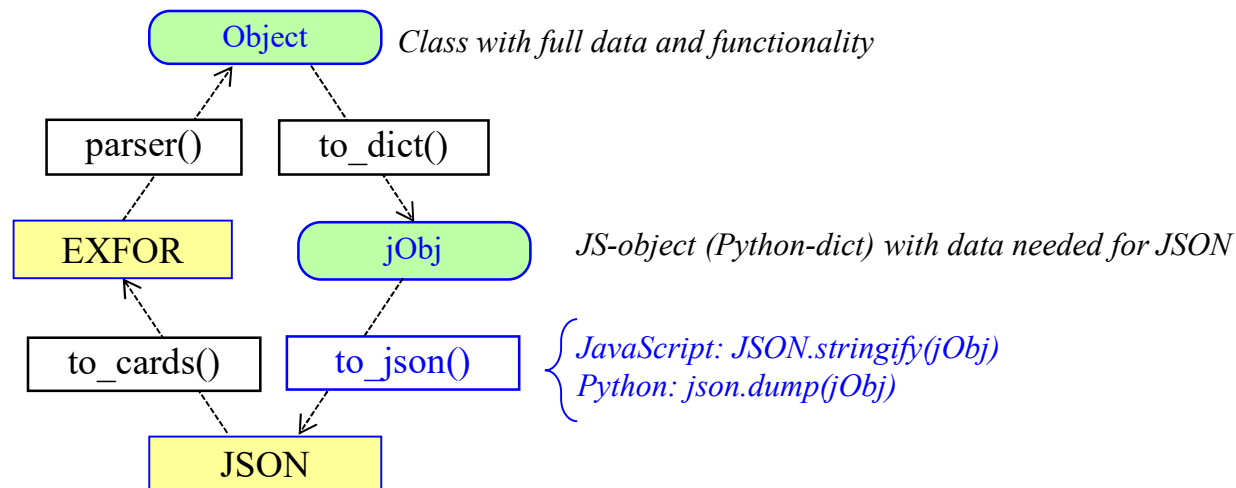 Object
Class with full data and functionality
parser()
to_dict()
EXFOR
jObj
JS-object (Python-dict) with data needed for JSON
to_cards()
to_json()
JavaScript: JSON.stringify(jObj)
Python: json.dump(jObj)
JSON